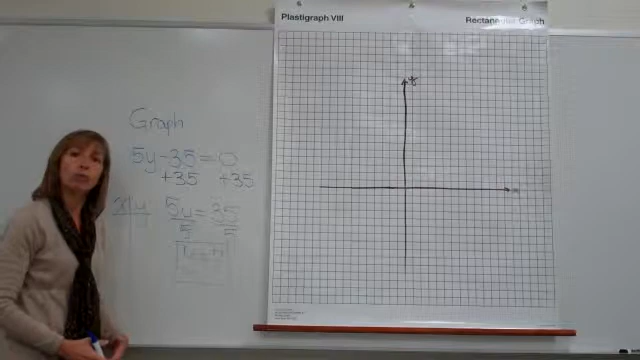 Plastigraph VIII
Rectangular Graph
Graph
5y - 35 = 0
+35 +35
x y
5y = 35
5 5